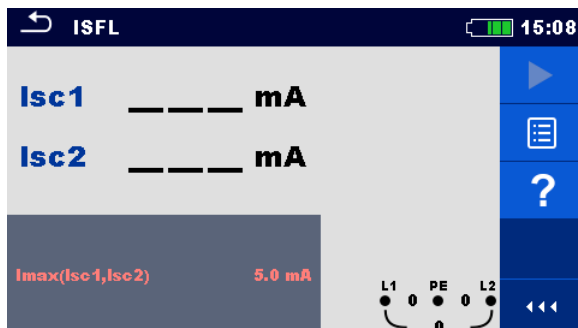 ISFL 15:08
Isc1 ___ mA
Isc2 ___ mA
?
Imax(Isc1,Isc2) 5.0 mA
L1 PE L2
0 0
0